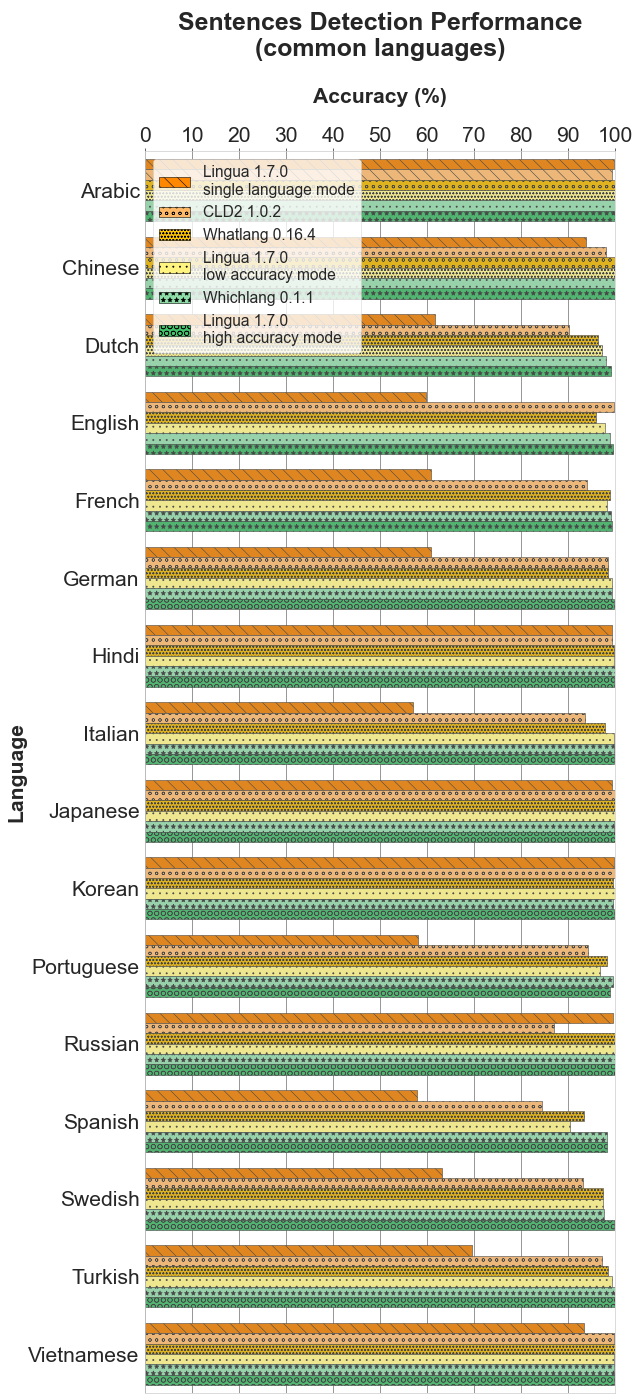 Sentences Detection Performance
(common languages)
Accuracy (%)
0 10 20 30 40 50 60 70 80 90 100
Lingua 1.7.0
single language mode
CLD2 1.0.2
Whatlang 0.16.4
Lingua 1.7.0
low accuracy mode
Whichlang 0.1.1
Lingua 1.7.0
high accuracy mode
Language
Arabic
Chinese
Dutch
English
French
German
Hindi
Italian
Japanese
Korean
Portuguese
Russian
Spanish
Swedish
Turkish
Vietnamese